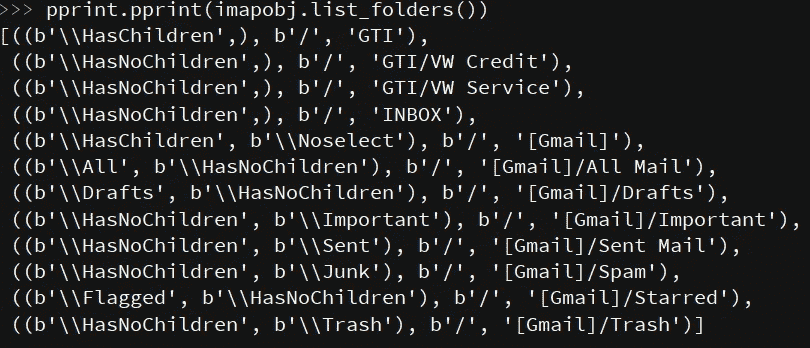 >>> pprint.pprint(imapobj.list_folders())
[((b'\\HasChildren',), b'/', 'GTI'),
 ((b'\\HasNoChildren',), b'/', 'GTI/VW Credit'),
 ((b'\\HasNoChildren',), b'/', 'GTI/VW Service'),
 ((b'\\HasNoChildren',), b'/', 'INBOX'),
 ((b'\\HasChildren', b'\\Noselect'), b'/', '[Gmail]'),
 ((b'\\All', b'\\HasNoChildren'), b'/', '[Gmail]/All Mail'),
 ((b'\\Drafts', b'\\HasNoChildren'), b'/', '[Gmail]/Drafts'),
 ((b'\\HasNoChildren', b'\\Important'), b'/', '[Gmail]/Important'),
 ((b'\\HasNoChildren', b'\\Sent'), b'/', '[Gmail]/Sent Mail'),
 ((b'\\HasNoChildren', b'\\Junk'), b'/', '[Gmail]/Spam'),
 ((b'\\Flagged', b'\\HasNoChildren'), b'/', '[Gmail]/Starred'),
 ((b'\\HasNoChildren', b'\\Trash'), b'/', '[Gmail]/Trash')]